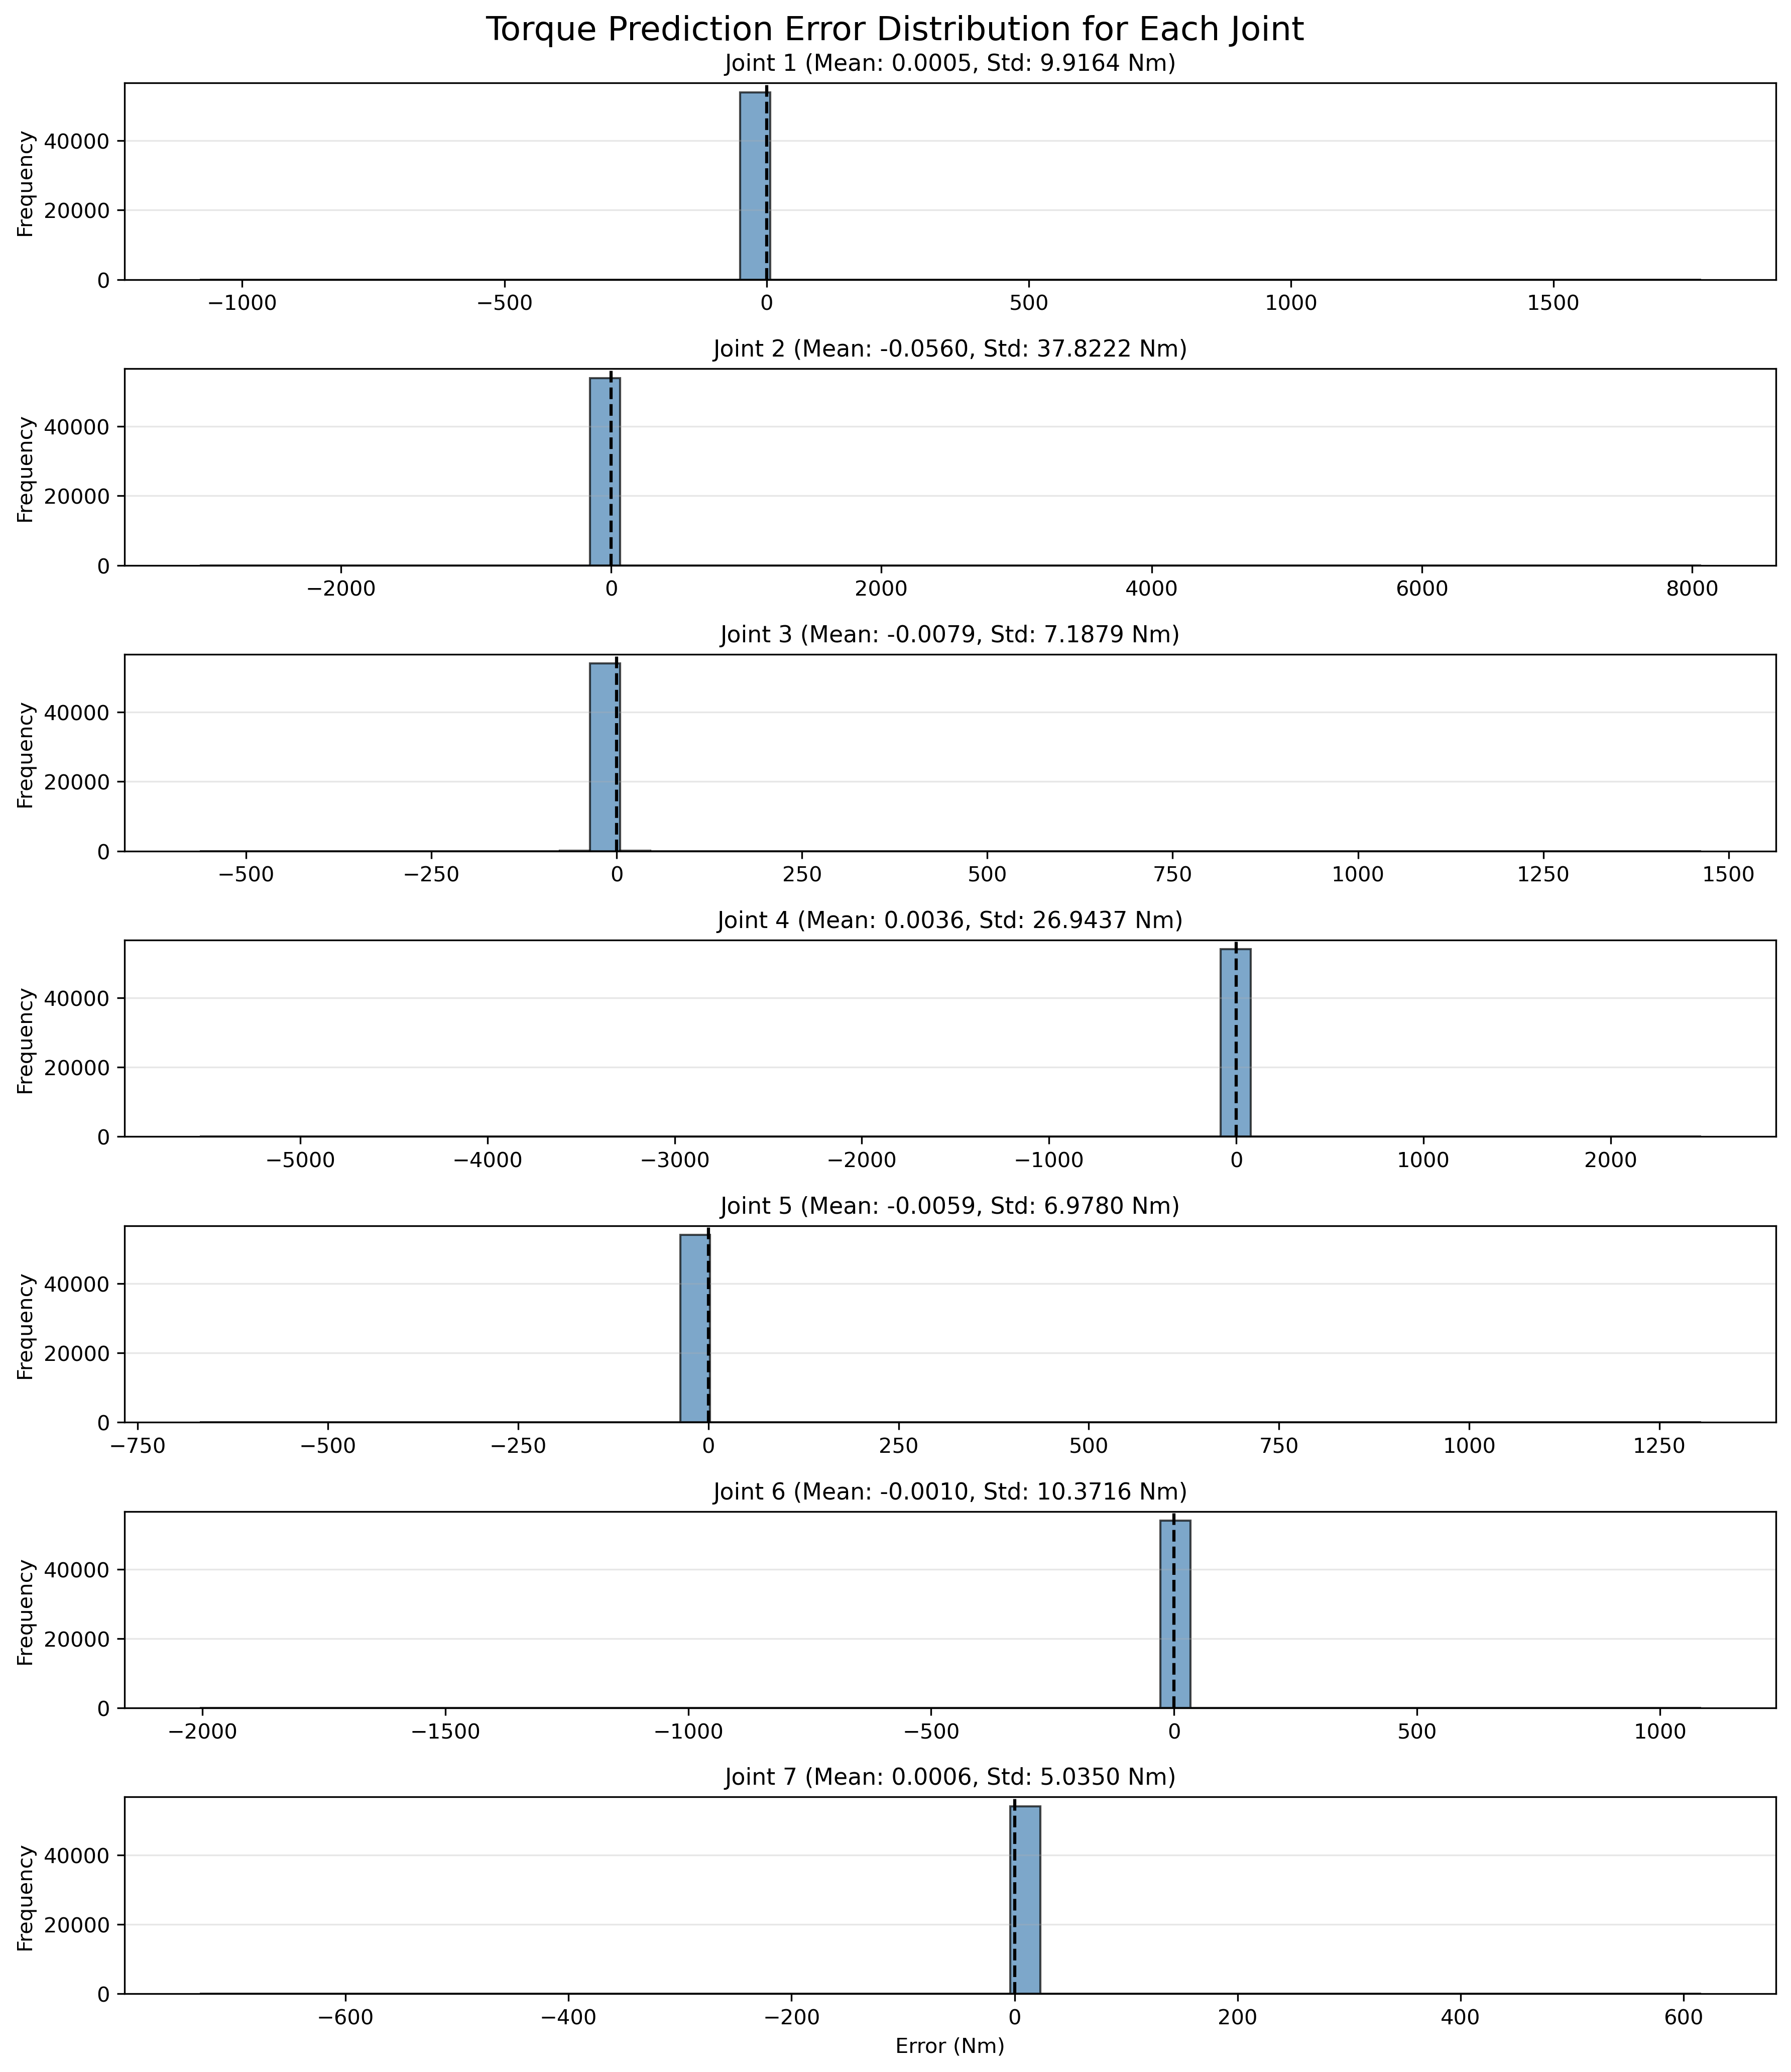 Torque Prediction Error Distribution for Each Joint
Joint 1 (Mean: 0.0005, Std: 9.9164 Nm)
Frequency
40000
20000
0
−1000 −500 0 500 1000 1500
Joint 2 (Mean: -0.0560, Std: 37.8222 Nm)
Frequency
40000
20000
0
−2000 0 2000 4000 6000 8000
Joint 3 (Mean: -0.0079, Std: 7.1879 Nm)
Frequency
40000
20000
0
−500 −250 0 250 500 750 1000 1250 1500
Joint 4 (Mean: 0.0036, Std: 26.9437 Nm)
Frequency
40000
20000
0
−5000 −4000 −3000 −2000 −1000 0 1000 2000
Joint 5 (Mean: -0.0059, Std: 6.9780 Nm)
Frequency
40000
20000
0
−750 −500 −250 0 250 500 750 1000 1250
Joint 6 (Mean: -0.0010, Std: 10.3716 Nm)
Frequency
40000
20000
0
−2000 −1500 −1000 −500 0 500 1000
Joint 7 (Mean: 0.0006, Std: 5.0350 Nm)
Frequency
40000
20000
0
−600 −400 −200 0 200 400 600
Error (Nm)